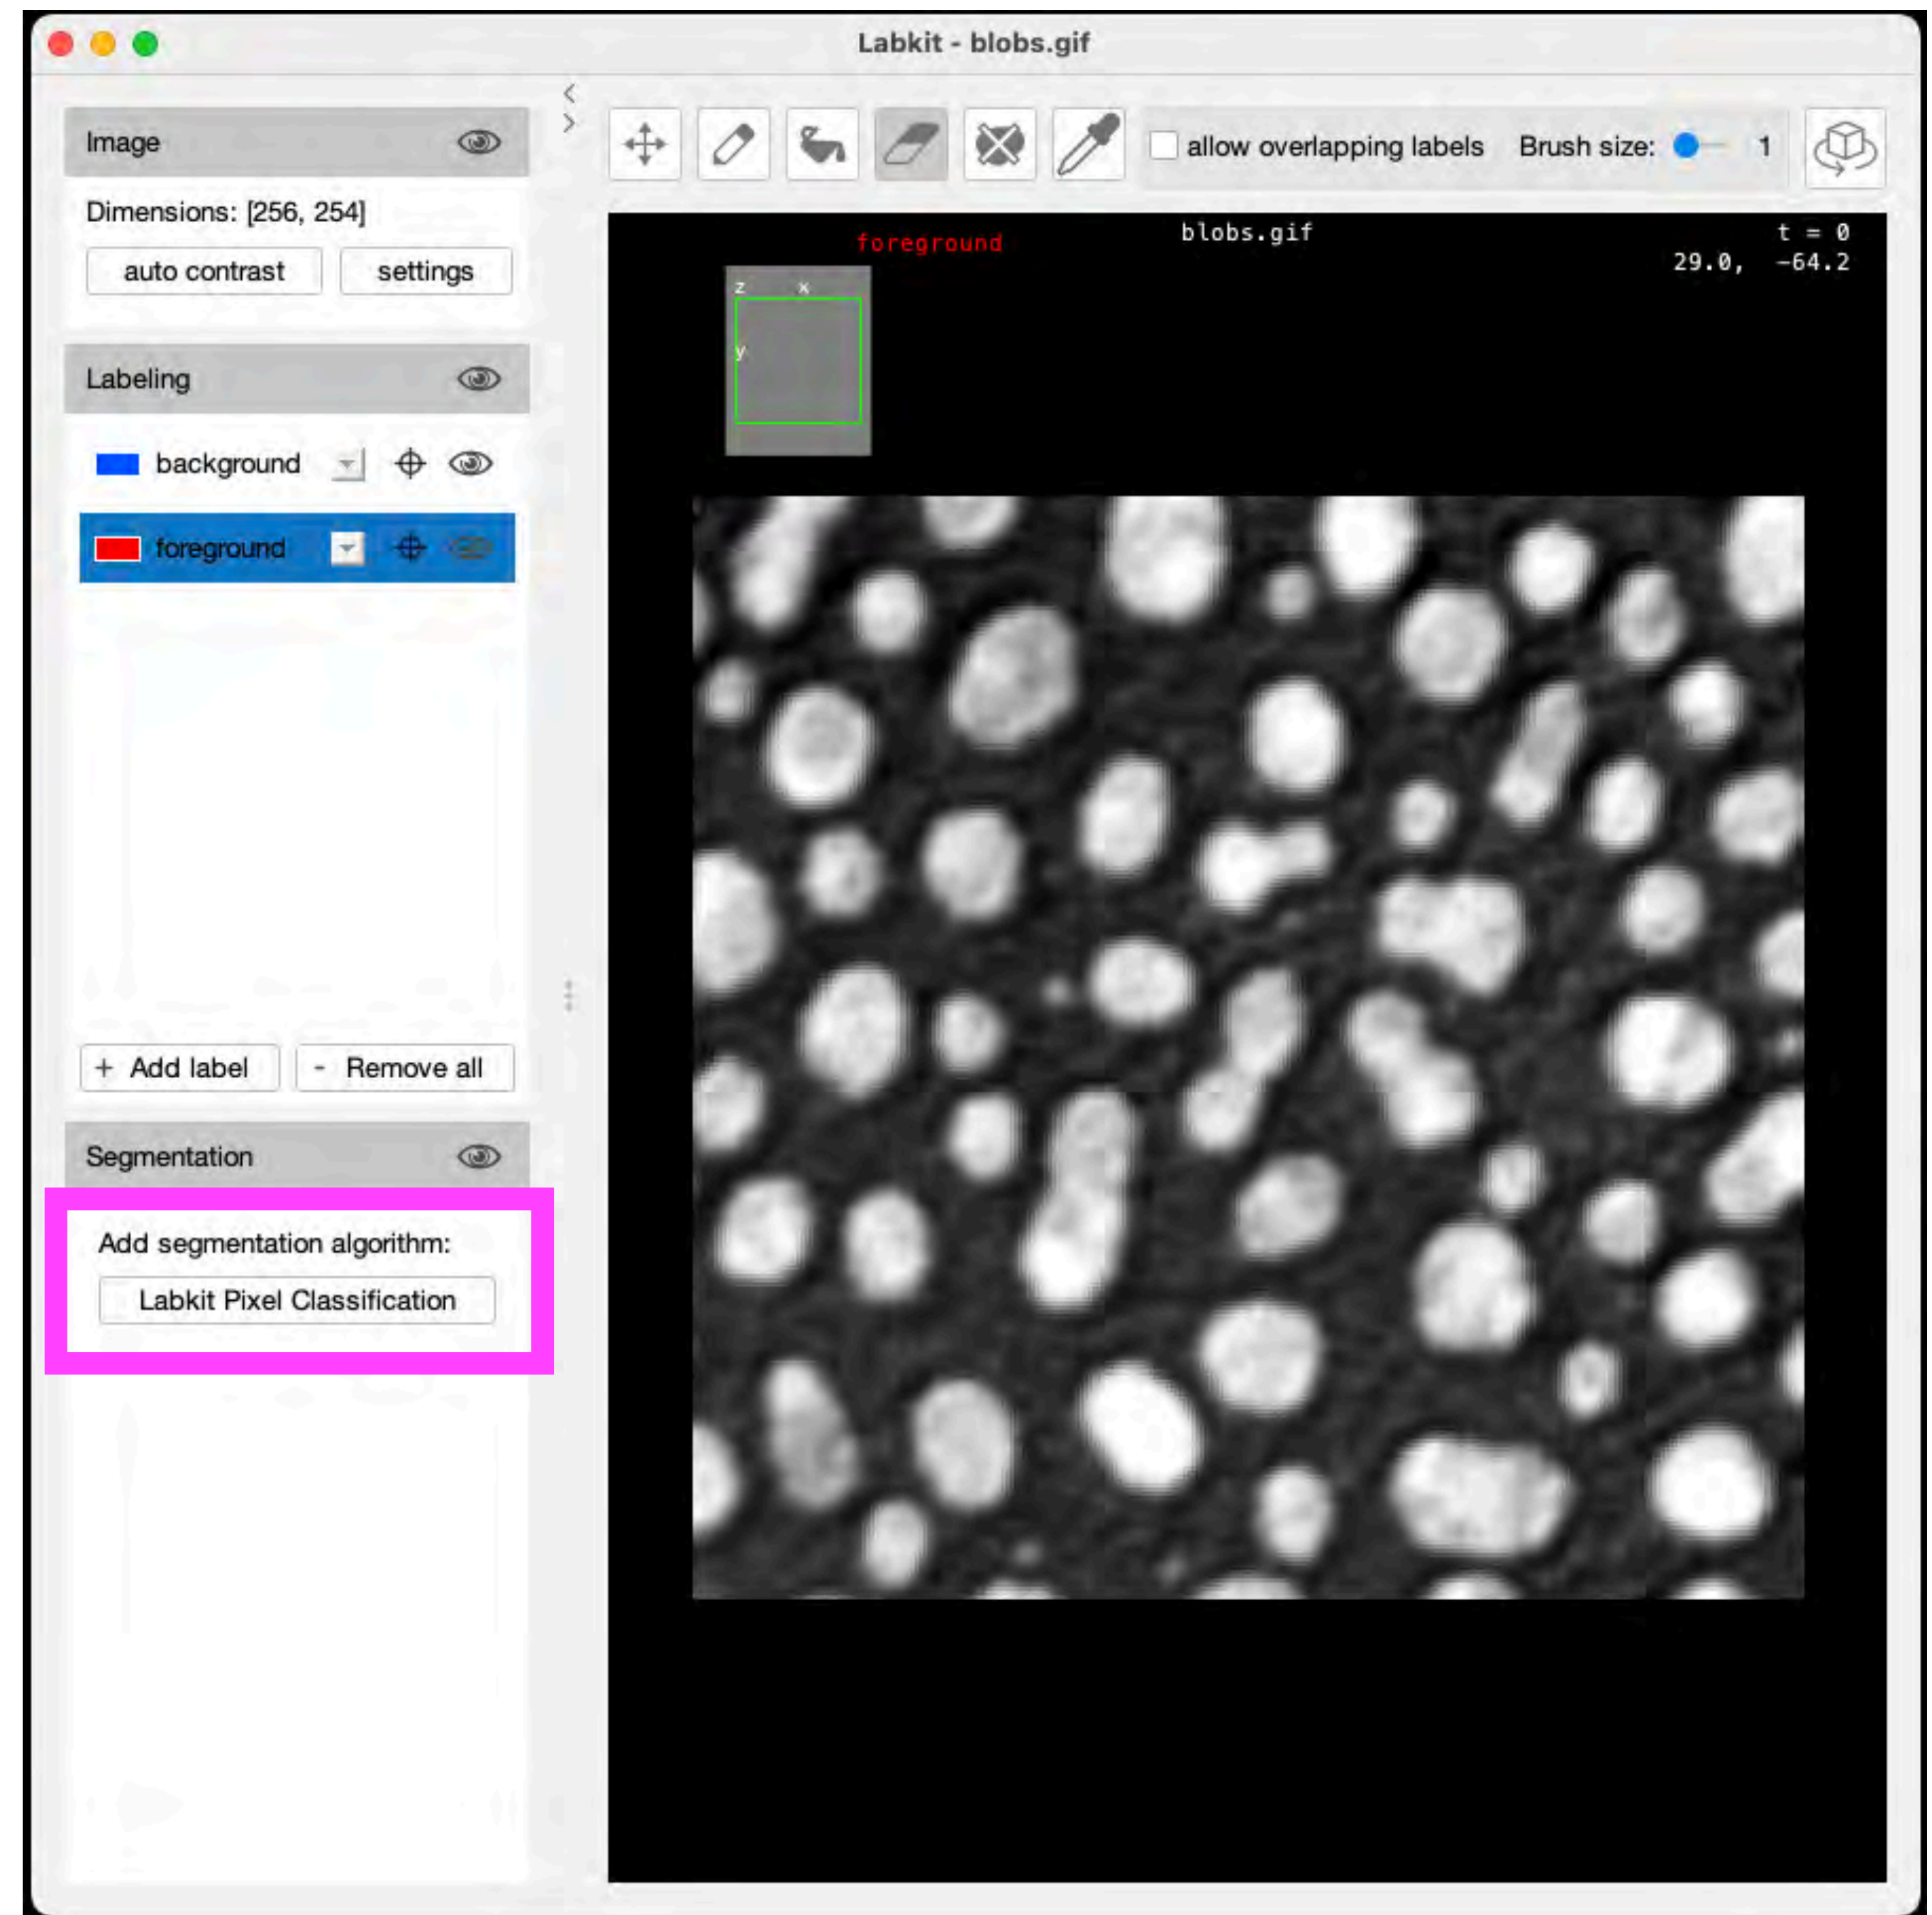 Labkit - blobs.gif
Image
Dimensions: [256, 254]
auto contrast settings
Labeling
background
foreground
+ Add label - Remove all
Segmentation
Add segmentation algorithm:
Labkit Pixel Classification
allow overlapping labels Brush size: 1
foreground blobs.gif t = 0
29.0, -64.2
z x
y